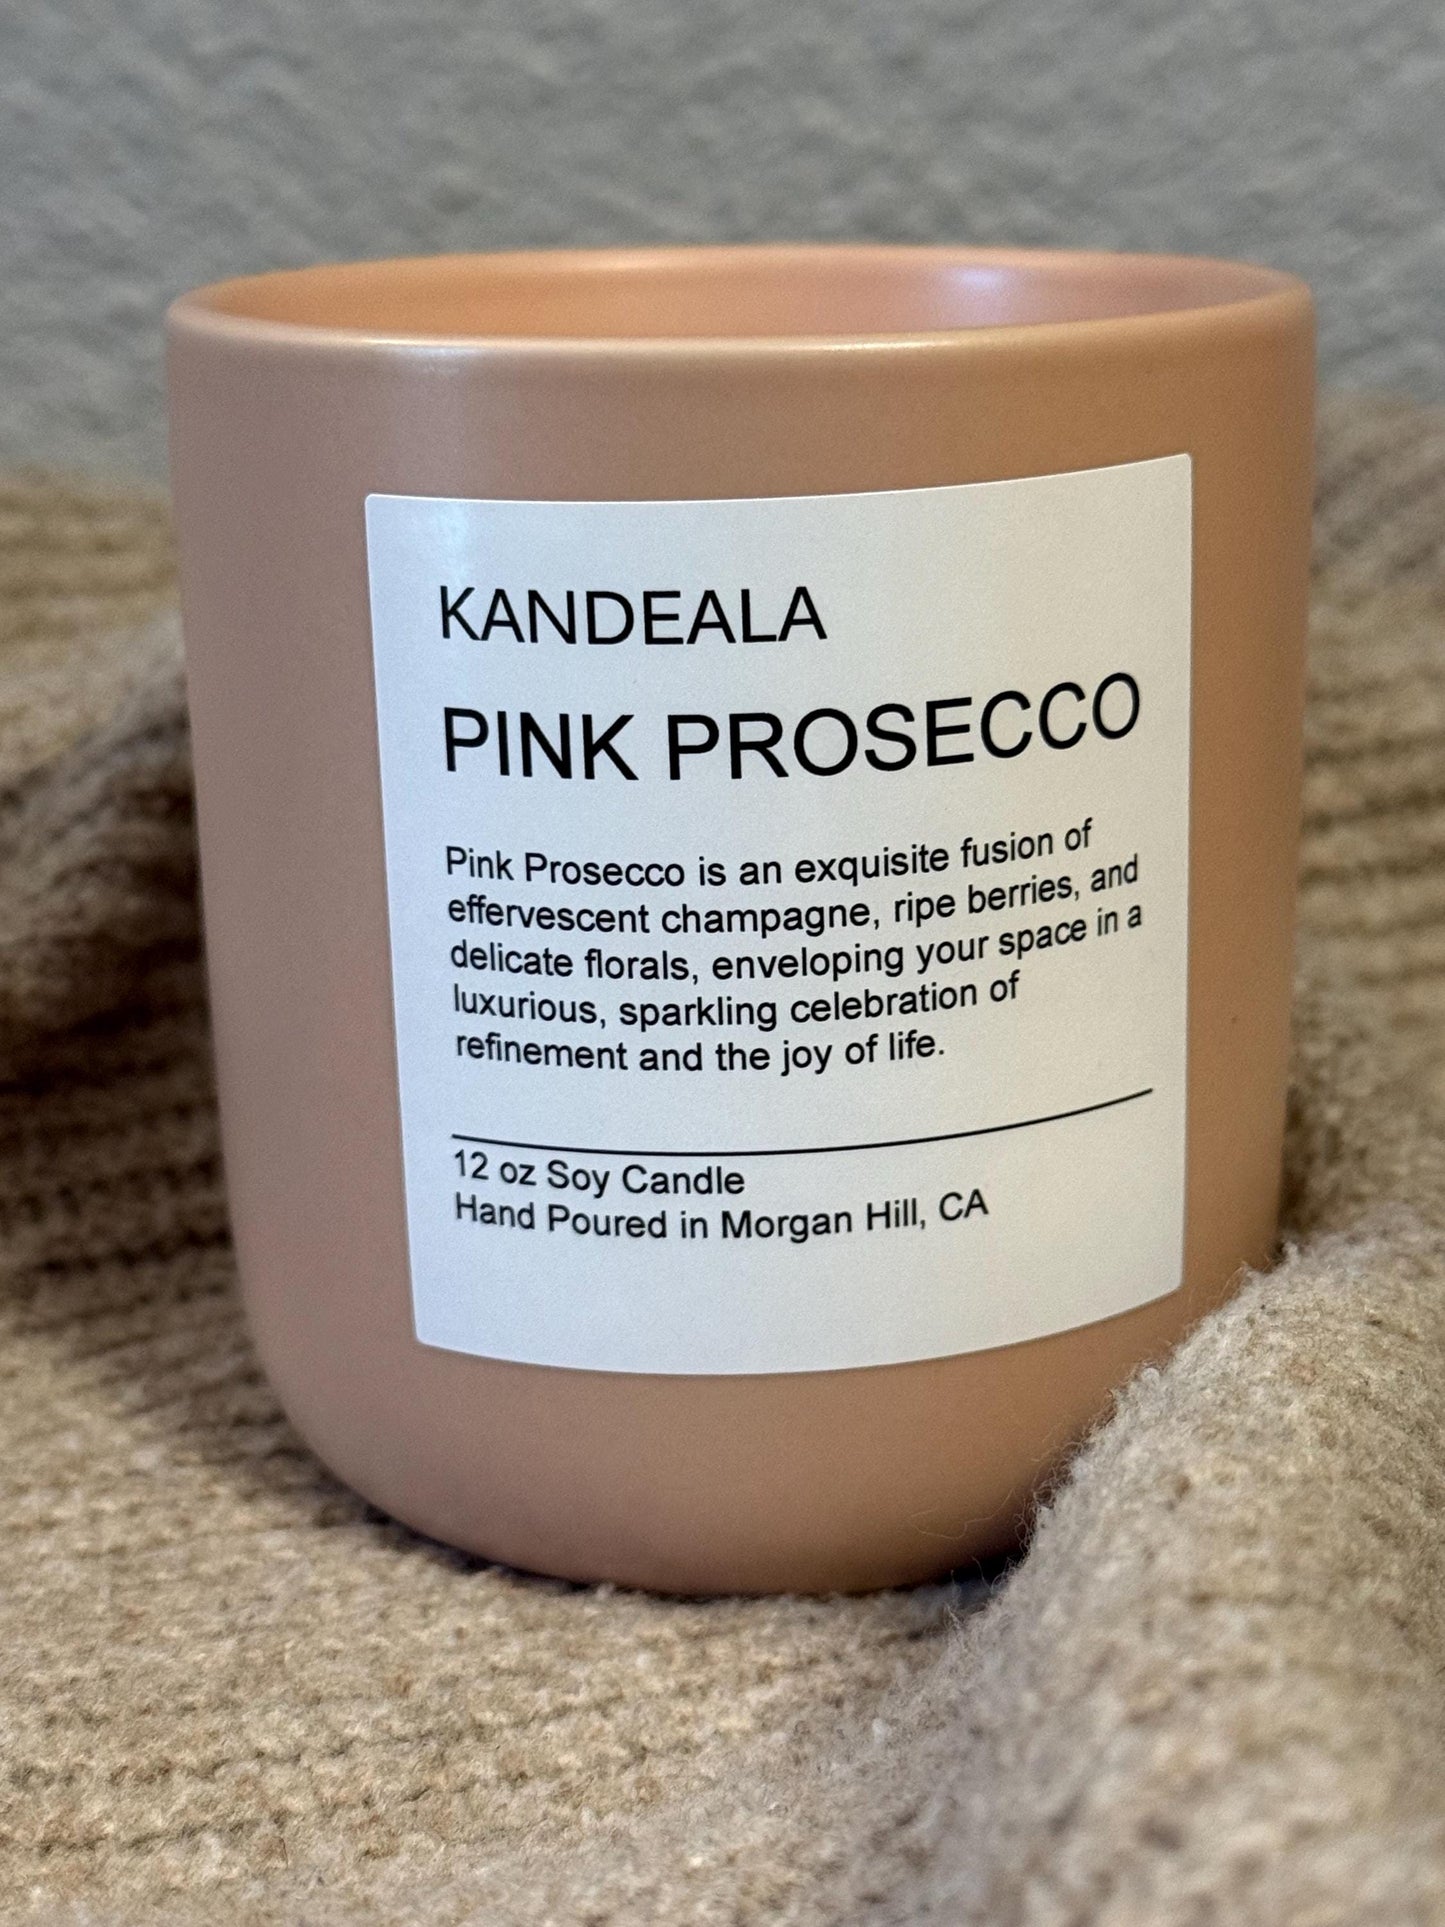 KANDEALA
PINK PROSECCO
Pink Prosecco is an exquisite fusion of
effervescent champagne, ripe berries, and
delicate florals, enveloping your space in a
luxurious, sparkling celebration of
refinement and the joy of life.
12 oz Soy Candle
Hand Poured in Morgan Hill, CA